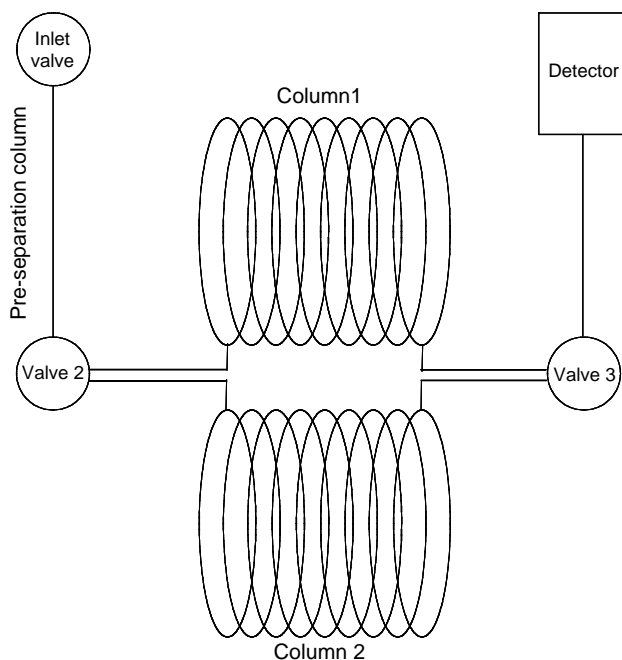 Inlet
valve
Detector
Column1
Pre-separation column
Valve 2
Valve 3
Column 2